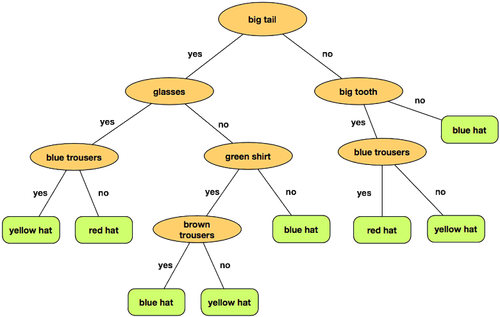 big tail
yes
no
glasses
big tooth
yes
no
yes
no
blue hat
blue trousers
green shirt
blue trousers
yes
no
yes
no
yes
no
yellow hat
red hat
brown
trousers
blue hat
red hat
yellow hat
yes
no
blue hat
yellow hat